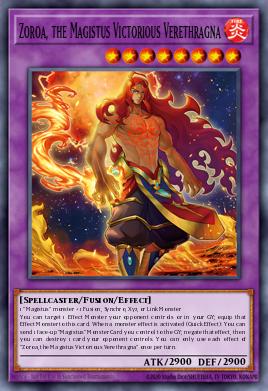 Zoroa, the Magistus Victorious Verethragna
FIRE
炎
[SPELLCASTER/FUSION/EFFECT]
1 "Magistus" monster + 1 Fusion, Synchro, Xyz, or Link Monster
You can target 1 Effect Monster your opponent controls or in your GY; equip that
Effect Monster to this card. When a monster effect is activated (Quick Effect): You can
send 1 face-up "Magistus" Monster Card you control to the GY; negate that effect, then
you can destroy 1 card your opponent controls. You can only use each effect of
"Zoroa, the Magistus Victorious Verethragna" once per turn.
ATK/2900 DEF/2900